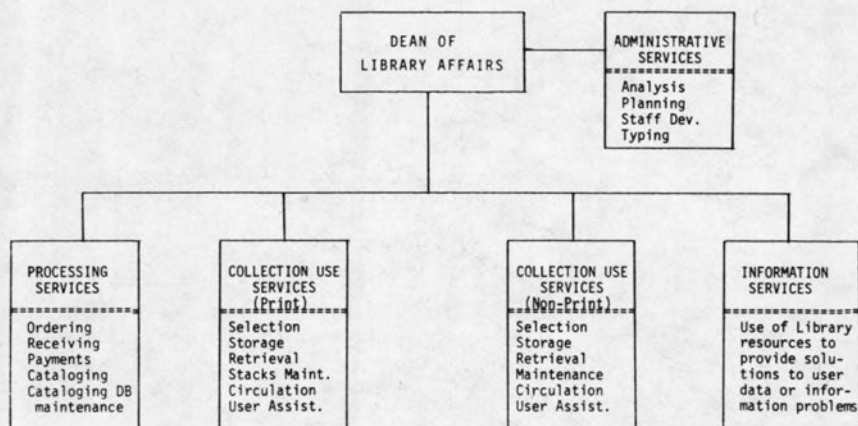 DEAN OF
LIBRARY AFFAIRS
ADMINISTRATIVE
SERVICES
Analysis
Planning
Staff Dev.
Typing
PROCESSING
SERVICES
Ordering
Receiving
Payments
Cataloging
Cataloging DB
maintenance
COLLECTION USE
SERVICES
(Print)
Selection
Storage
Retrieval
Stacks Maint.
Circulation
User Assist.
COLLECTION USE
SERVICES
(Non-Print)
Selection
Storage
Retrieval
Maintenance
Circulation
User Assist.
INFORMATION
SERVICES
Use of Library
resources to
provide solu-
tions to user
data or infor-
mation problems